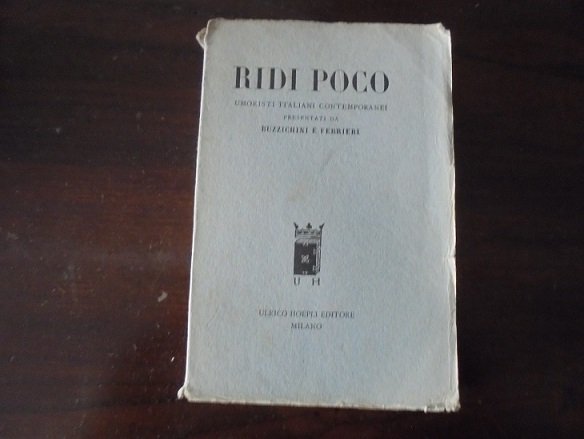 RIDI POCO
UMORISTI ITALIANI CONTEMPORANEI
PRESENTATI DA
BUZZICHINI E FERRIERI
U H
ULRICO HOEPLI EDITORE
MILANO